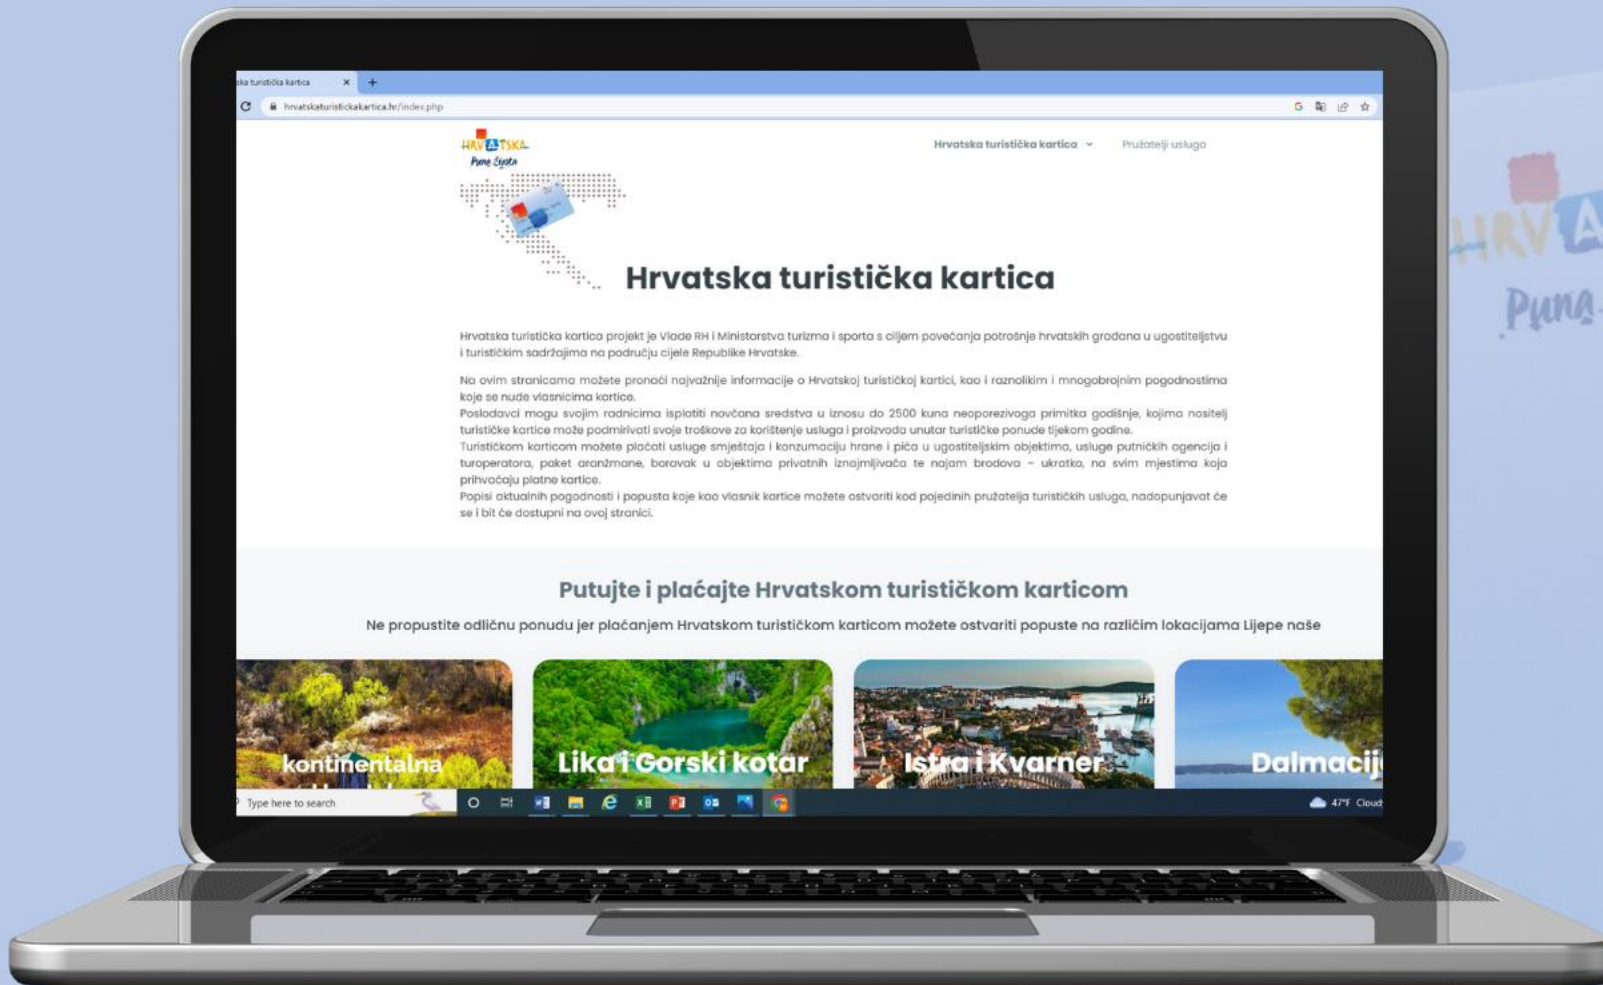 ska turistička kartica
hrvatskaturistickakartica.hr/index.php
HRVATSKA
Puna života
Hrvatska turistička kartica
Pružatelji usluga
Hrvatska turistička kartica
Hrvatska turistička kartica projekt je Vlade RH i Ministarstva turizma i sporta s ciljem povećanja potrošnje hrvatskih građana u ugostiteljstvu
i turističkim sadržajima na području cijele Republike Hrvatske.
Na ovim stranicama možete pronaći najvažnije informacije o Hrvatskoj turističkoj kartici, kao i raznolikim i mnogobrojnim pogodnostima
koje se nude vlasnicima kartice.
Poslodavci mogu svojim radnicima isplatiti novčana sredstva u iznosu do 2500 kuna neoporezivoga primitka godišnje, kojima nositelj
turističke kartice može podmirivati svoje troškove za korištenje usluga i proizvoda unutar turističke ponude tijekom godine.
Turističkom karticom možete plaćati usluge smještaja i konzumaciju hrane i pića u ugostiteljskim objektima, usluge putničkih agencija i
turoperatora, paket aranžmane, boravak u objektima privatnih iznajmljivača te najam brodova – ukratko, na svim mjestima koja
prihvaćaju platne kartice.
Popisi aktualnih pogodnosti i popusta koje kao vlasnik kartice možete ostvariti kod pojedinih pružatelja turističkih usluga, nadopunjavat će
se i bit će dostupni na ovoj stranici.
Putujte i plaćajte Hrvatskom turističkom karticom
Ne propustite odličnu ponudu jer plaćanjem Hrvatskom turističkom karticom možete ostvariti popuste na različim lokacijama Lijepe naše
kontinentalna
Lika i Gorski kotar
Istra i Kvarner
Dalmacij
Type here to search
47°F Cloudy
HRVA
Puna